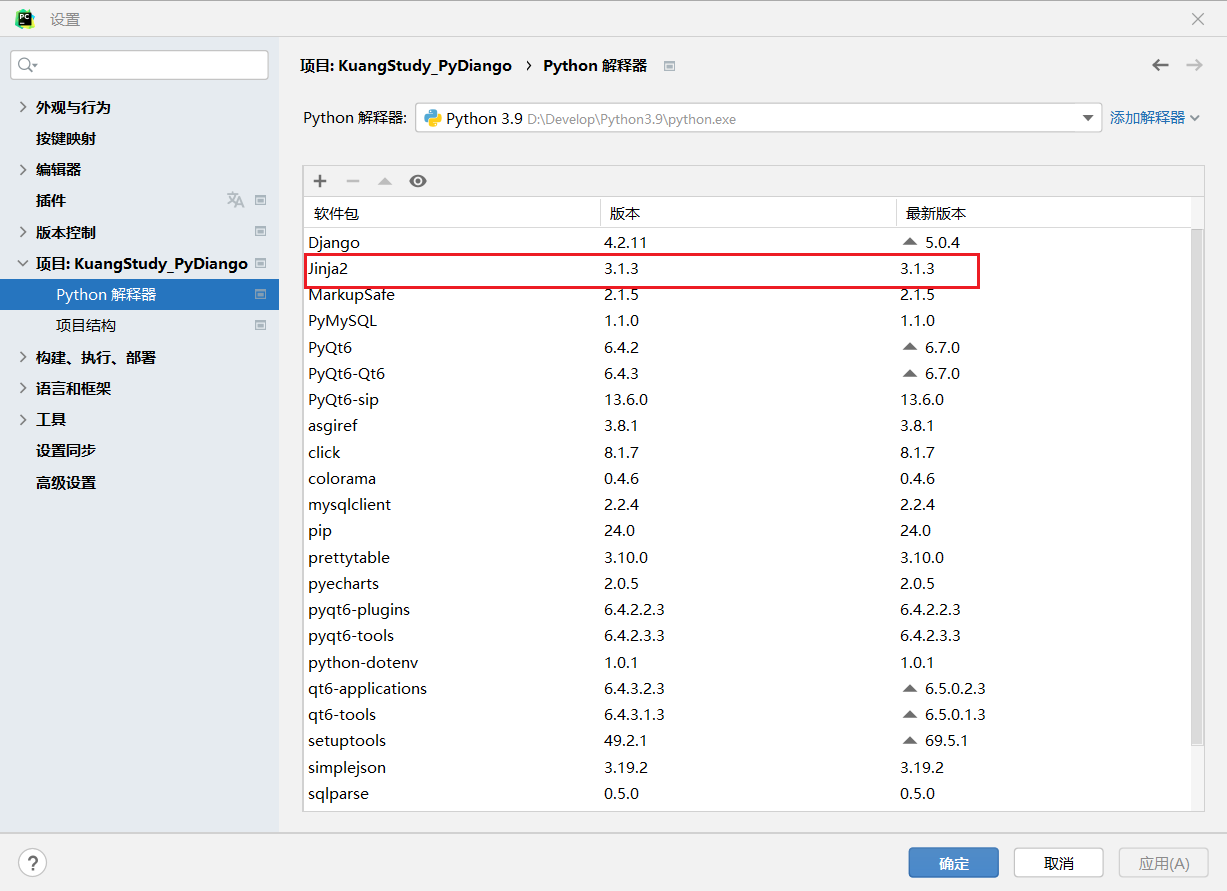 PC
设置
项目: KuangStudy_PyDiango > Python 解释器
Python 解释器: Python 3.9 D:\Develop\Python3.9\python.exe 添加解释器
外观与行为
按键映射
编辑器
插件
版本控制
项目: KuangStudy_PyDiango
Python 解释器
项目结构
构建、执行、部署
语言和框架
工具
设置同步
高级设置
软件包 版本 最新版本
Django 4.2.11 5.0.4
Jinja2 3.1.3 3.1.3
MarkupSafe 2.1.5 2.1.5
PyMySQL 1.1.0 1.1.0
PyQt6 6.4.2 6.7.0
PyQt6-Qt6 6.4.3 6.7.0
PyQt6-sip 13.6.0 13.6.0
asgiref 3.8.1 3.8.1
click 8.1.7 8.1.7
colorama 0.4.6 0.4.6
mysqlclient 2.2.4 2.2.4
pip 24.0 24.0
prettytable 3.10.0 3.10.0
pyecharts 2.0.5 2.0.5
pyqt6-plugins 6.4.2.2.3 6.4.2.2.3
pyqt6-tools 6.4.2.3.3 6.4.2.3.3
python-dotenv 1.0.1 1.0.1
qt6-applications 6.4.3.2.3 6.5.0.2.3
qt6-tools 6.4.3.1.3 6.5.0.1.3
setuptools 49.2.1 69.5.1
simplejson 3.19.2 3.19.2
sqlparse 0.5.0 0.5.0
? 确定 取消 应用(A)